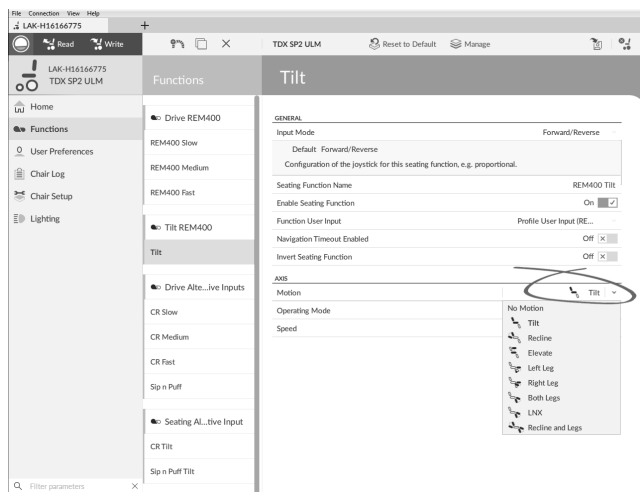 File Connection View Help
LAK-H16166775 +
Read Write TDX SP2 ULM Reset to Default Manage
LAK-H16166775
TDX SP2 ULM
Functions
Tilt
Home
Functions
User Preferences
Chair Log
Chair Setup
Lighting
Filter parameters
Drive REM400
REM400 Slow
REM400 Medium
REM400 Fast
Tilt REM400
Tilt
Drive Alte...ive Inputs
CR Slow
CR Medium
CR Fast
Sip n Puff
Seating Al...tive Input
CR Tilt
Sip n Puff Tilt
GENERAL
Input Mode Forward/Reverse
Default Forward/Reverse
Configuration of the joystick for this seating function, e.g. proportional.
Seating Function Name REM400 Tilt
Enable Seating Function On
Function User Input Profile User Input (RE...
Navigation Timeout Enabled Off
Invert Seating Function Off
AXIS
Motion Tilt
Operating Mode
Speed
No Motion
Tilt
Recline
Elevate
Left Leg
Right Leg
Both Legs
LNX
Recline and Legs